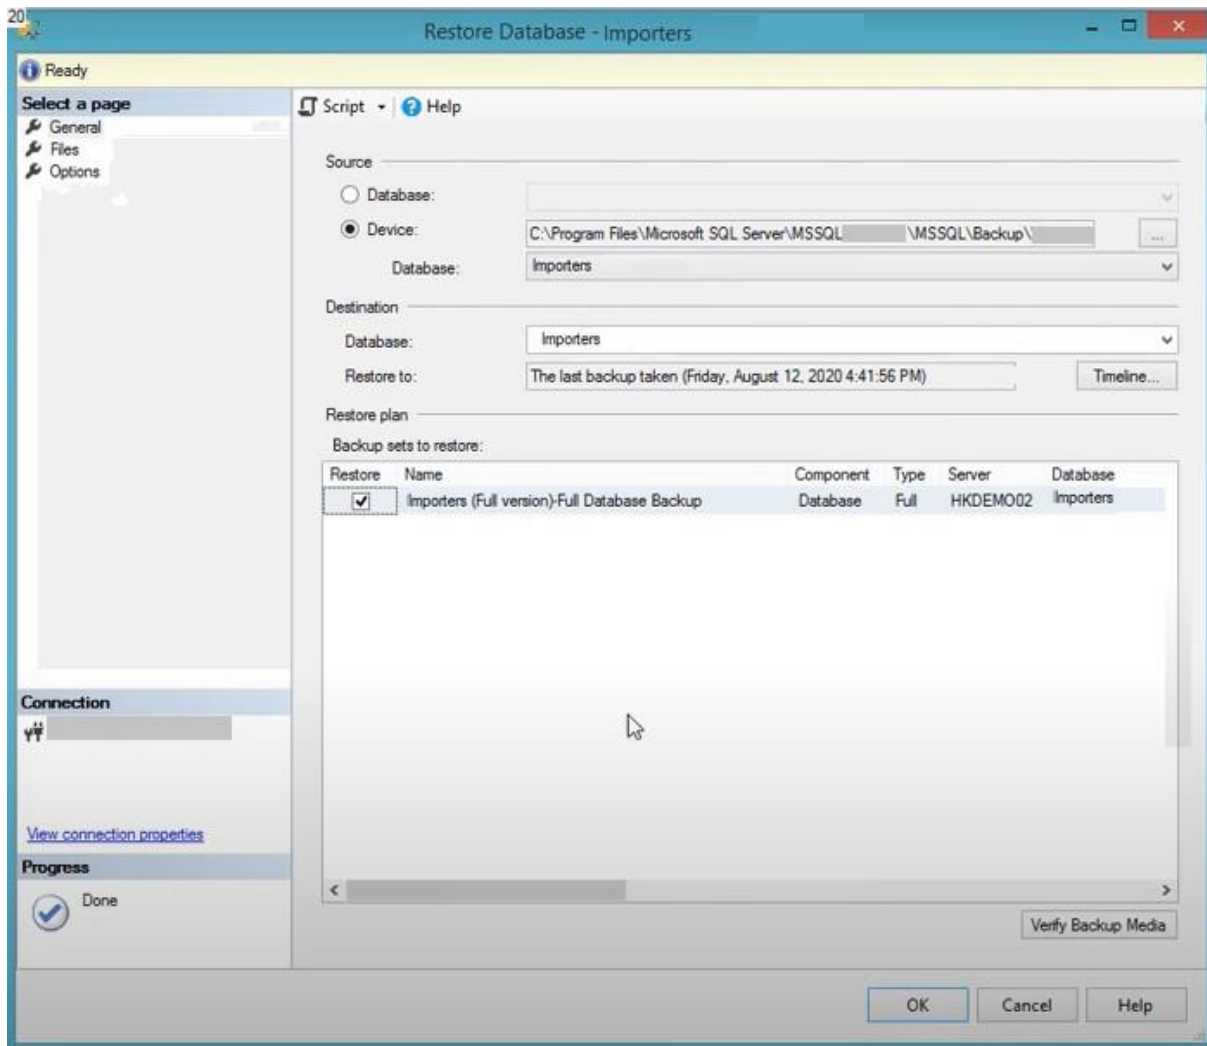 20
Restore Database - Importers
Ready
Select a page
General
Files
Options
Script
Help
Source
Database:
Device: C:\Program Files\Microsoft SQL Server\MSSQL \MSSQL\Backup\ ...
Database: Importers
Destination
Database: Importers
Restore to: The last backup taken (Friday, August 12, 2020 4:41:56 PM) Timeline...
Restore plan
Backup sets to restore:
Restore Name Component Type Server Database
Importers (Full version)-Full Database Backup Database Full HKDEMO02 Importers
Connection
View connection properties
Progress
Done
Verify Backup Media
OK Cancel Help